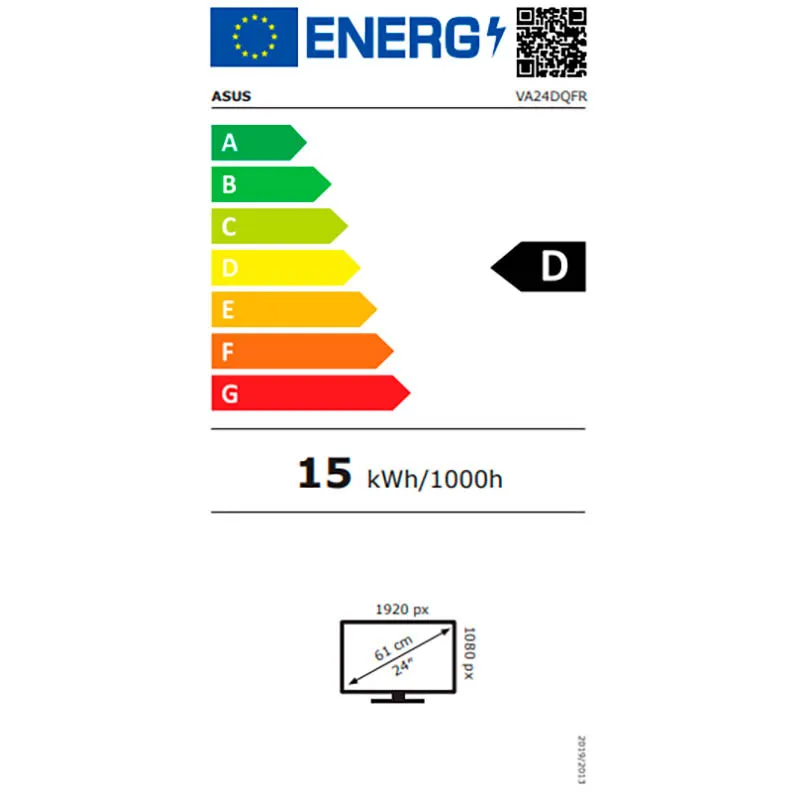 ENERG
ASUS VA24DQFR
A
B
C
D
D
E
F
G
15 kWh/1000h
1920 px
61 cm
24"
1080 px
2019/2013